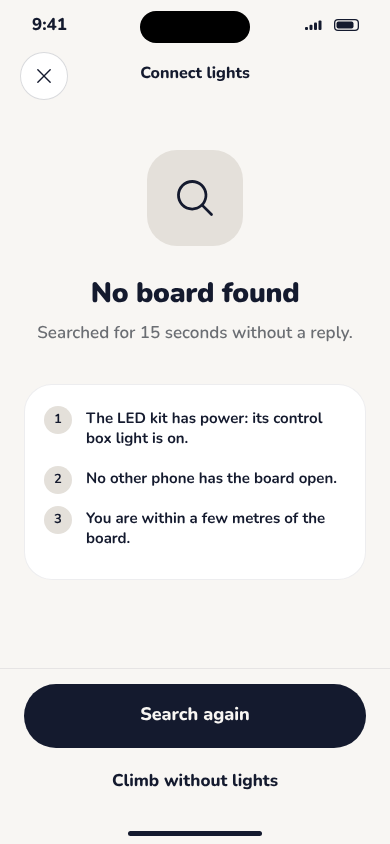 9:41
Connect lights
No board found
Searched for 15 seconds without a reply.
1 The LED kit has power: its control
box light is on.
2 No other phone has the board open.
3 You are within a few metres of the
board.
Search again
Climb without lights